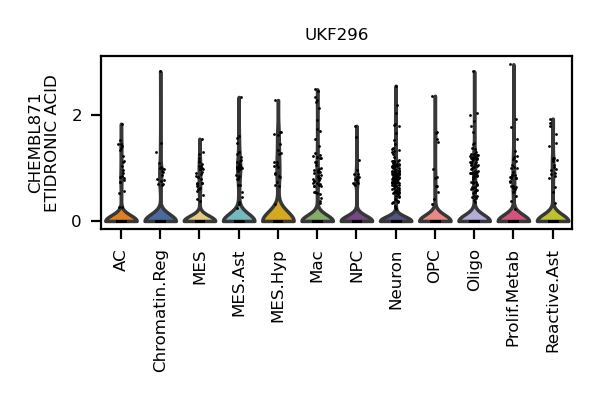 UKF296
CHEMBL871
ETIDRONIC ACID
2
0
AC
Chromatin.Reg
MES
MES.Ast
MES.Hyp
Mac
NPC
Neuron
OPC
Oligo
Prolif.Metab
Reactive.Ast